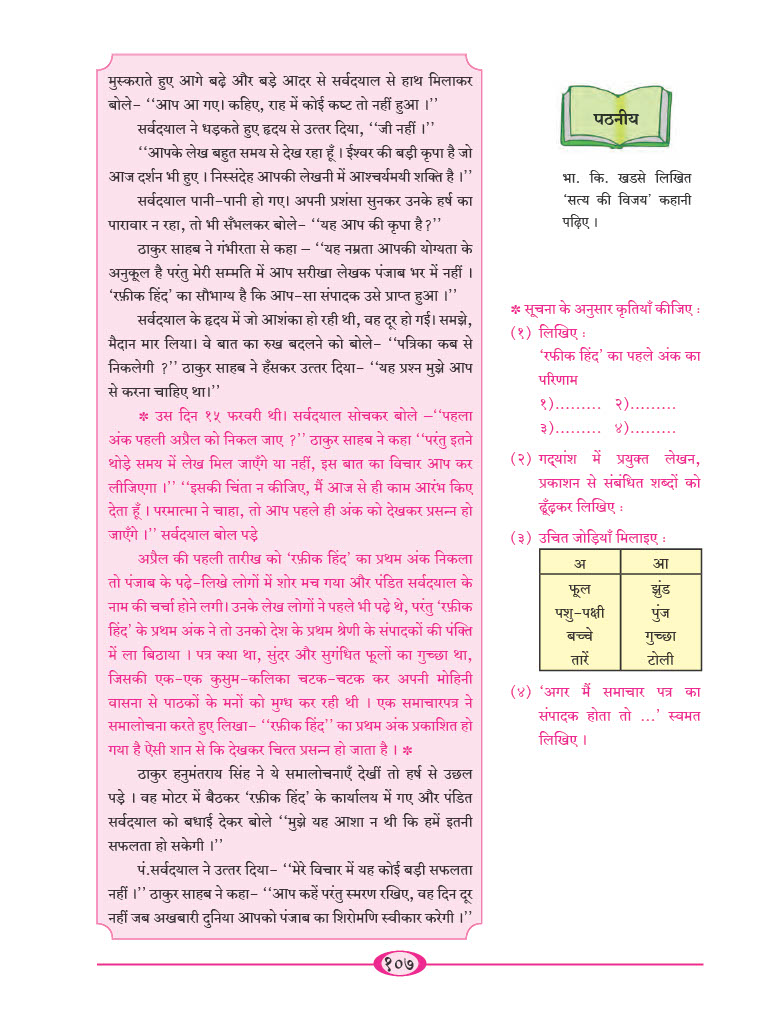 मुस्कराते हुए आगे बढ़े और बड़े आदर से सर्वदयाल से हाथ मिलाकर
बोले- ‘‘आप आ गए। कहिए, राह में कोई कष्ट तो नहीं हुआ ।’’
सर्वदयाल ने धड़कते हुए हृदय से उत्तर दिया, ‘‘जी नहीं ।’’
‘‘आपके लेख बहुत समय से देख रहा हूँ । ईश्वर की बड़ी कृपा है जो
आज दर्शन भी हुए । निस्संदेह आपकी लेखनी में आश्चर्यमयी शक्ति है ।’’
सर्वदयाल पानी-पानी हो गए। अपनी प्रशंसा सुनकर उनके हर्ष का
पारावार न रहा, तो भी सँभलकर बोले- ‘‘यह आप की कृपा है?’’
ठाकुर साहब ने गंभीरता से कहा – ‘‘यह नम्रता आपकी योग्यता के
अनुकूल है परंतु मेरी सम्मति में आप सरीखा लेखक पंजाब भर में नहीं ।
‘रफ़ीक हिंद’ का सौभाग्य है कि आप-सा संपादक उसे प्राप्त हुआ ।’’
सर्वदयाल के हृदय में जो आशंका हो रही थी, वह दूर हो गई। समझे,
मैदान मार लिया। वे बात का रुख बदलने को बोले- ‘‘पत्रिका कब से
निकलेगी ?’’ ठाकुर साहब ने हँसकर उत्तर दिया- ‘‘यह प्रश्न मुझे आप
से करना चाहिए था।’’
* उस दिन १५ फरवरी थी। सर्वदयाल सोचकर बोले –‘‘पहला
अंक पहली अप्रैल को निकल जाए ?’’ ठाकुर साहब ने कहा ‘‘परंतु इतने
थोड़े समय में लेख मिल जाएँगे या नहीं, इस बात का विचार आप कर
लीजिएगा ।’’ ‘‘इसकी चिंता न कीजिए, मैं आज से ही काम आरंभ किए
देता हूँ । परमात्मा ने चाहा, तो आप पहले ही अंक को देखकर प्रसन्न हो
जाएँगे ।’’ सर्वदयाल बोल पड़े
अप्रैल की पहली तारीख को ‘रफ़ीक हिंद’ का प्रथम अंक निकला
तो पंजाब के पढ़े-लिखे लोगों में शोर मच गया और पंडित सर्वदयाल के
नाम की चर्चा होने लगी। उनके लेख लोगों ने पहले भी पढ़े थे, परंतु ‘रफ़ीक
हिंद’ के प्रथम अंक ने तो उनको देश के प्रथम श्रेणी के संपादकों की पंक्ति
में ला बिठाया । पत्र क्या था, सुंदर और सुगंधित फूलों का गुच्छा था,
जिसकी एक-एक कुसुम-कलिका चटक-चटक कर अपनी मोहिनी
वासना से पाठकों के मनों को मुग्ध कर रही थी । एक समाचारपत्र ने
समालोचना करते हुए लिखा- ‘‘रफ़ीक हिंद’’ का प्रथम अंक प्रकाशित हो
गया है ऐसी शान से कि देखकर चित्त प्रसन्न हो जाता है । *
ठाकुर हनुमंतराय सिंह ने ये समालोचनाएँ देखीं तो हर्ष से उछल
पड़े । वह मोटर में बैठकर ‘रफ़ीक हिंद’ के कार्यालय में गए और पंडित
सर्वदयाल को बधाई देकर बोले ‘‘मुझे यह आशा न थी कि हमें इतनी
सफलता हो सकेगी ।’’
पं.सर्वदयाल ने उत्तर दिया- ‘‘मेरे विचार में यह कोई बड़ी सफलता
नहीं ।’’ ठाकुर साहब ने कहा- ‘‘आप कहें परंतु स्मरण रखिए, वह दिन दूर
नहीं जब अखबारी दुनिया आपको पंजाब का शिरोमणि स्वीकार करेगी ।’’
पठनीय
भा. कि. खडसे लिखित
‘सत्य की विजय’ कहानी
पढ़िए ।
* सूचना के अनुसार कृतियाँ कीजिए :
(१) लिखिए :
‘रफीक हिंद’ का पहले अंक का
परिणाम
१)......... २).........
३)......... ४).........
(२) गद्‍यांश में प्रयुक्त लेखन,
प्रकाशन से संबंधित शब्दों को
ढूँढ़कर लिखिए :
(३) उचित जोड़ियाँ मिलाइए :
अ आ
फूल झुंड
पशु-पक्षी पुंज
बच्चे गुच्छा
तारें टोली
(४) ‘अगर मैं समाचार पत्र का
संपादक होता तो ...’ स्वमत
लिखिए ।
१०७